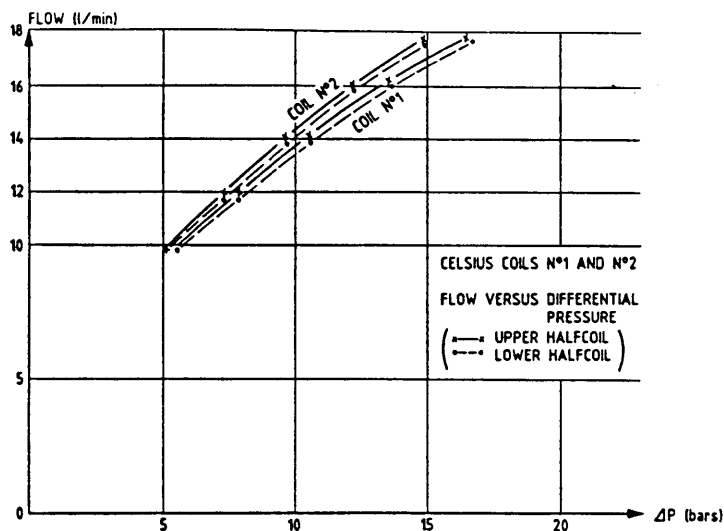 FLOW (l/min)
18
16
14
12
10
5
0
COIL N°2
COIL N°1
CELSIUS COILS N°1 AND N°2
FLOW VERSUS DIFFERENTIAL
PRESSURE
UPPER HALFCOIL
LOWER HALFCOIL
5
10
15
20
ΔP (bars)